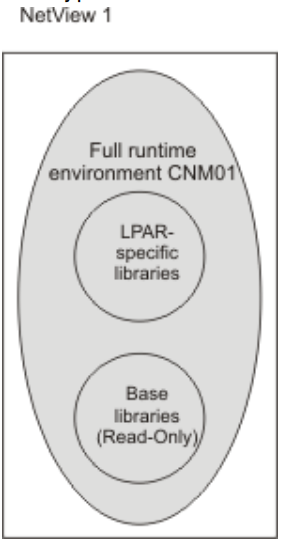 NetView 1
Full runtime
environment CNM01
LPAR-
specific
libraries
Base
libraries
(Read-Only)